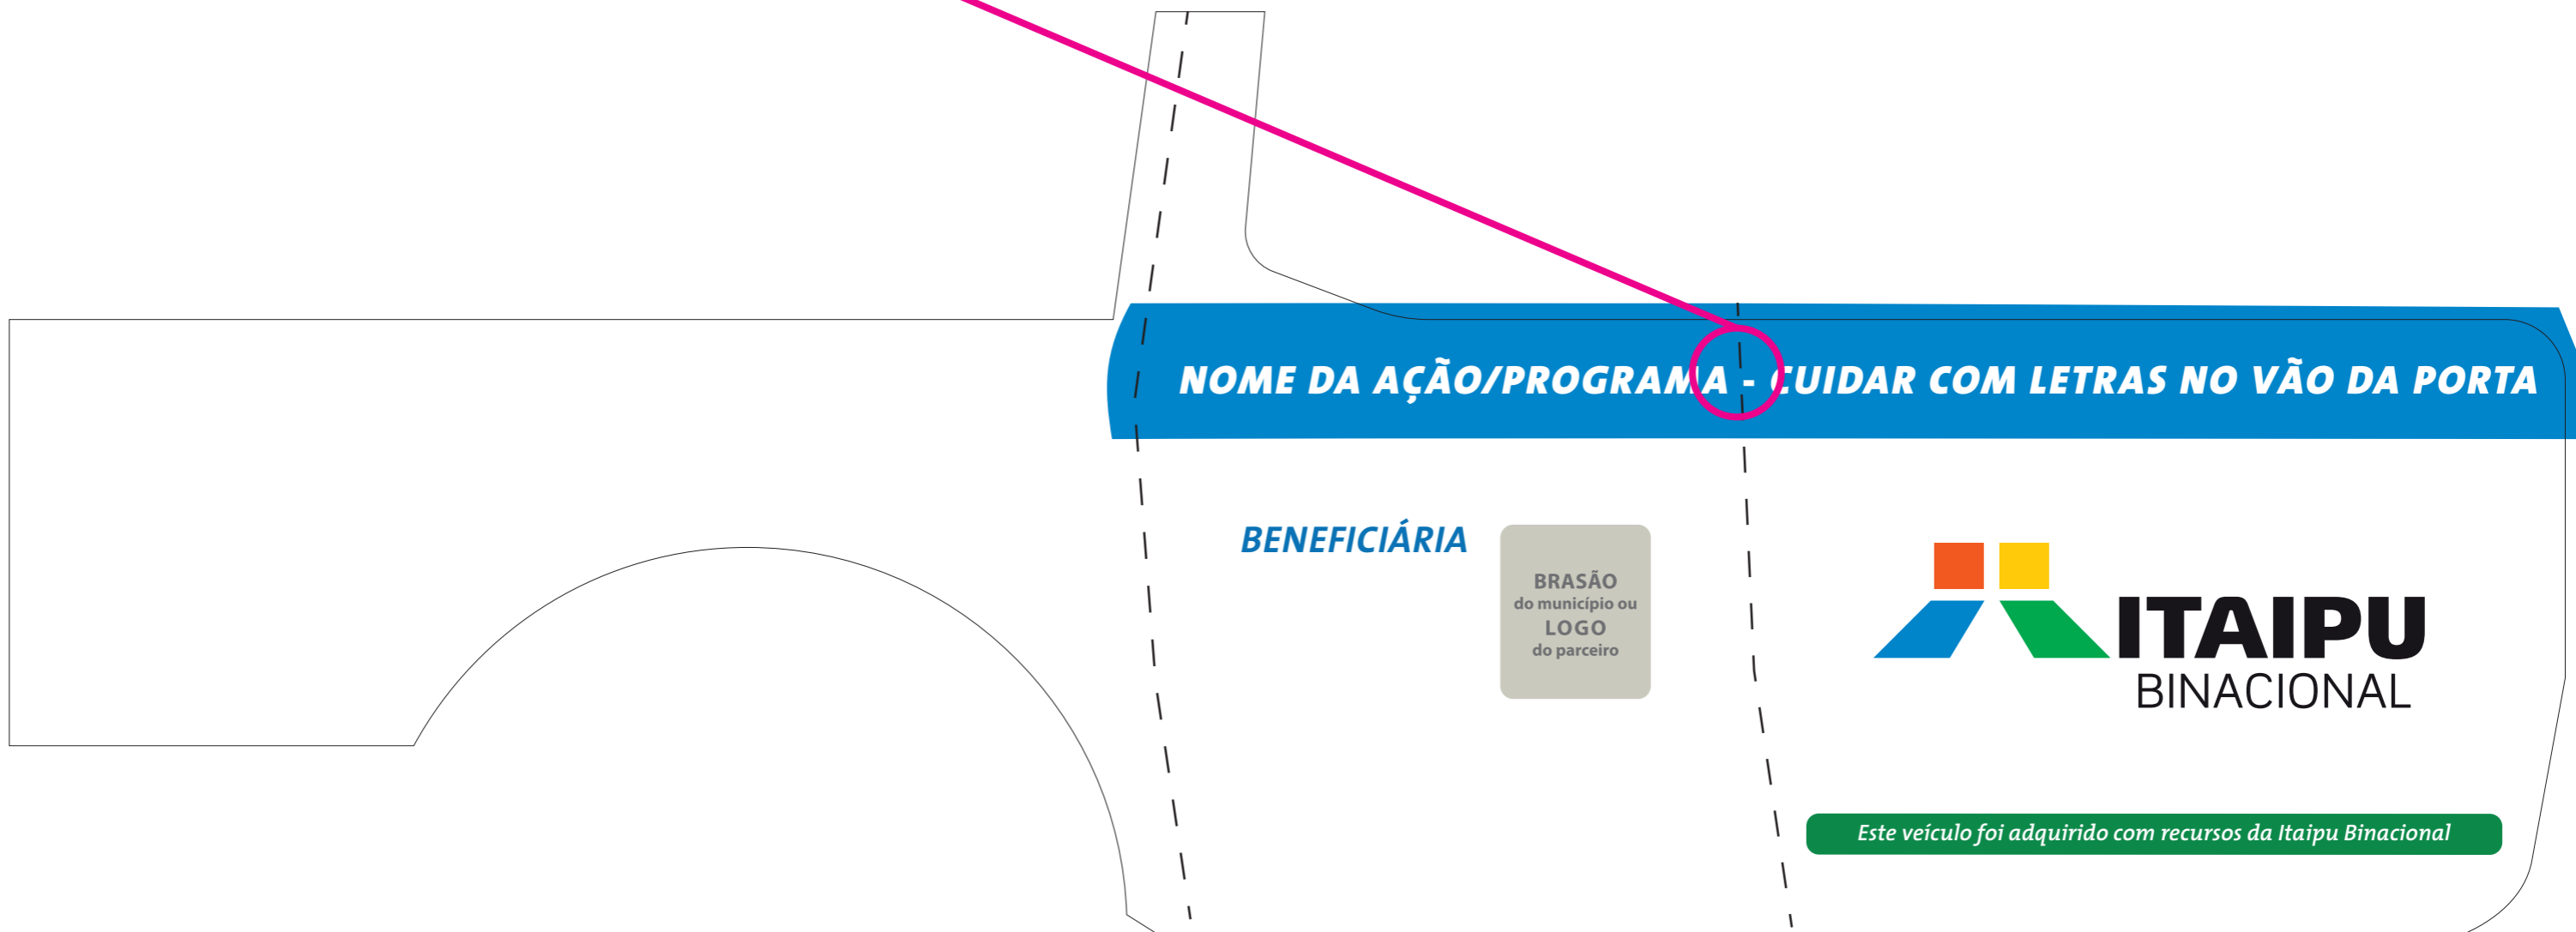 NOME DA AÇÃO/PROGRAMA - CUIDAR COM LETRAS NO VÃO DA PORTA
BENEFICIÁRIA
BRASÃO
do município ou
LOGO
do parceiro
ITAIPU
BINACIONAL
Este veículo foi adquirido com recursos da Itaipu Binacional